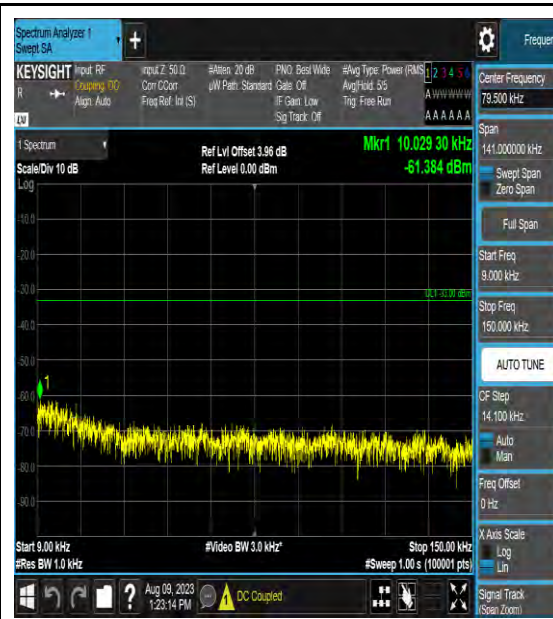 Spectrum Analyzer 1
Swept SA
Frequen
KEYSIGHT
R
Input: RF
Coupling: DC
Align: Auto
Input Z: 50 Ω
Corr CCorr
Freq Ref: Int (S)
#Atten: 20 dB
µW Path: Standard
PNO: Best Wide
Gate: Off
IF Gain: Low
Sig Track: Off
#Avg Type: Power (RMS
Avg|Hold: 5/5
Trig: Free Run
1 2 3 4 5 6
A W W W W W
A A A A A A
1 Spectrum
Scale/Div 10 dB
Log
Ref Lvl Offset 3.96 dB
Ref Level 0.00 dBm
Mkr1 10.029 30 kHz
-61.384 dBm
-10.0
-20.0
-30.0
-40.0
-50.0
-60.0
-70.0
-80.0
-90.0
1
Start 9.00 kHz
#Res BW 1.0 kHz
#Video BW 3.0 kHz*
Stop 150.00 kHz
#Sweep 1.00 s (100001 pts)
Center Frequency
79.500 kHz
Span
141.000000 kHz
Swept Span
Zero Span
Full Span
Start Freq
9.000 kHz
Stop Freq
150.000 kHz
AUTO TUNE
CF Step
14.100 kHz
Auto
Man
Freq Offset
0 Hz
X Axis Scale
Log
Lin
Signal Track
(Span Zoom)
?
Aug 09, 2023
1:23:14 PM
DC Coupled